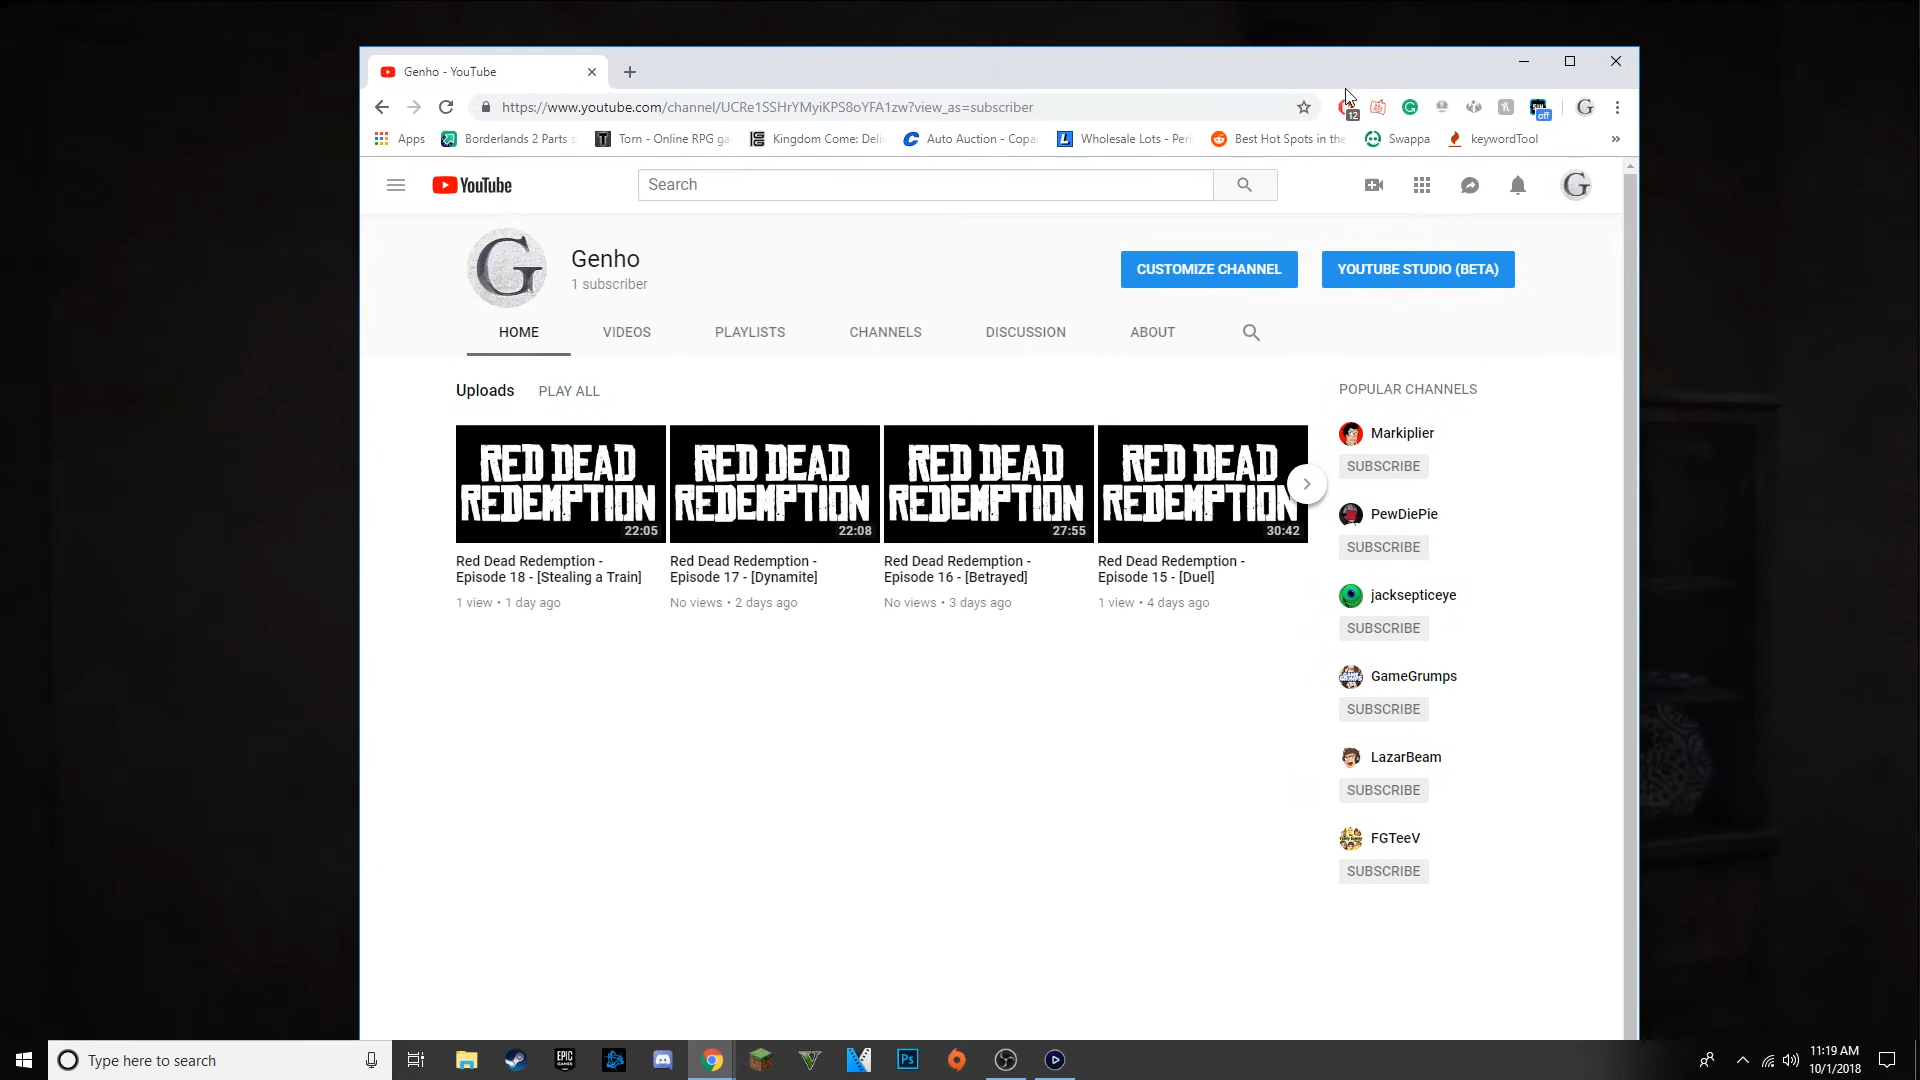 Genho - YouTube
https://www.youtube.com/channel/UCRe1SSHrYMyiKPS8oYFA1zw?view_as=subscriber
12
off
G
Apps
Borderlands 2 Parts s
Torn - Online RPG ga
Kingdom Come: Deli
Auto Auction - Copa
Wholesale Lots - Peri
Best Hot Spots in the
Swappa
keywordTool
YouTube
Search
G
G
Genho
1 subscriber
CUSTOMIZE CHANNEL
YOUTUBE STUDIO (BETA)
HOME
VIDEOS
PLAYLISTS
CHANNELS
DISCUSSION
ABOUT
Uploads
PLAY ALL
RED DEAD
REDEMPTION
22:05
Red Dead Redemption -
Episode 18 - [Stealing a Train]
1 view • 1 day ago
RED DEAD
REDEMPTION
22:08
Red Dead Redemption -
Episode 17 - [Dynamite]
No views • 2 days ago
RED DEAD
REDEMPTION
27:55
Red Dead Redemption -
Episode 16 - [Betrayed]
No views • 3 days ago
RED DEAD
REDEMPTION
30:42
Red Dead Redemption -
Episode 15 - [Duel]
1 view • 4 days ago
POPULAR CHANNELS
Markiplier
SUBSCRIBE
PewDiePie
SUBSCRIBE
jacksepticeye
SUBSCRIBE
GameGrumps
SUBSCRIBE
LazarBeam
SUBSCRIBE
FGTeeV
SUBSCRIBE
Type here to search
EPIC
GAMES
Ps
11:19 AM
10/1/2018